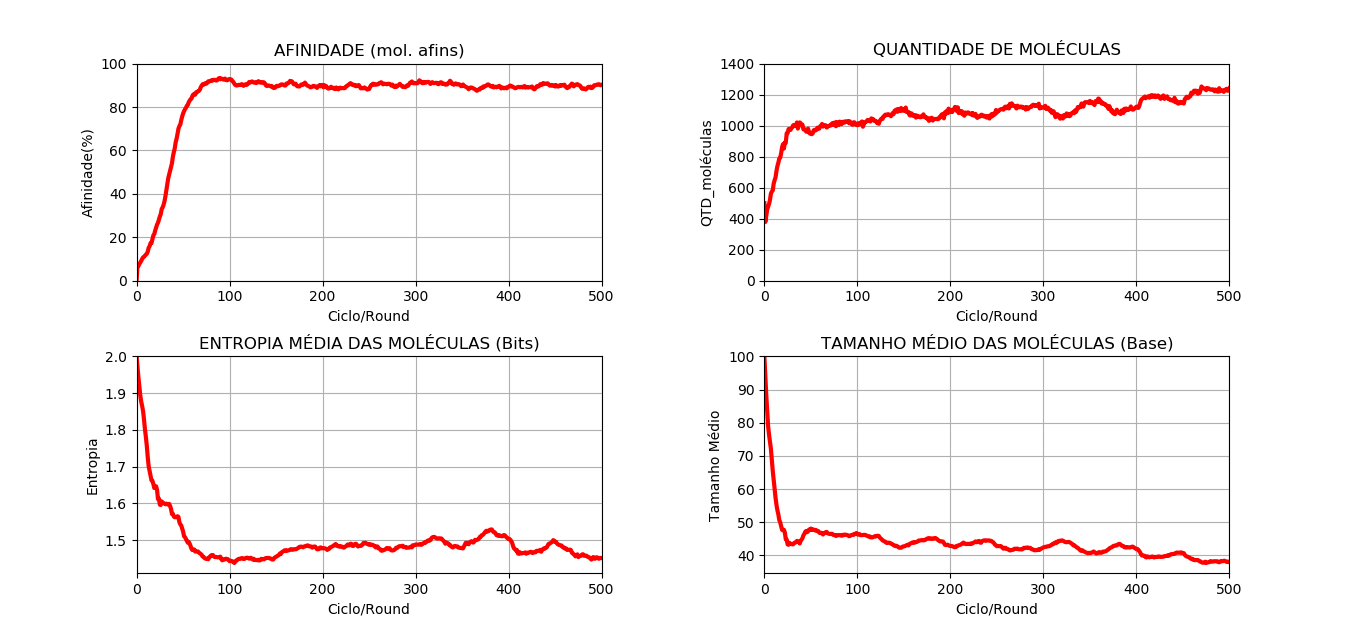 AFINIDADE (mol. afins)
100
80
60
40
20
0
Afinidade(%)
0 100 200 300 400 500
Ciclo/Round
QUANTIDADE DE MOLÉCULAS
1400
1200
1000
800
600
400
200
0
QTD_moléculas
0 100 200 300 400 500
Ciclo/Round
ENTROPIA MÉDIA DAS MOLÉCULAS (Bits)
2.0
1.9
1.8
1.7
1.6
1.5
Entropia
0 100 200 300 400 500
Ciclo/Round
TAMANHO MÉDIO DAS MOLÉCULAS (Base)
100
90
80
70
60
50
40
Tamanho Médio
0 100 200 300 400 500
Ciclo/Round